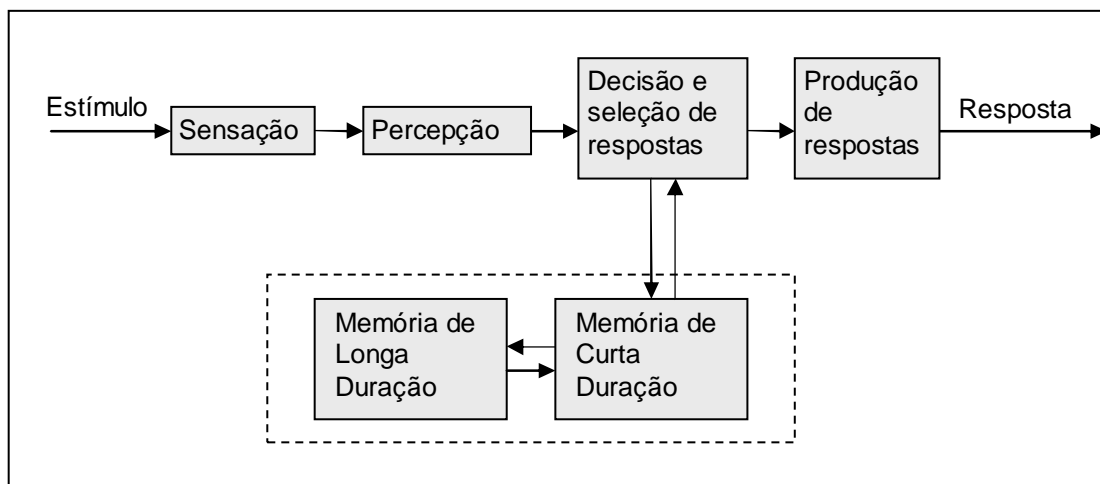 Estímulo
Sensação
Percepção
Decisão e
seleção de
respostas
Produção
de
respostas
Resposta
Memória de
Longa
Duração
Memória de
Curta
Duração